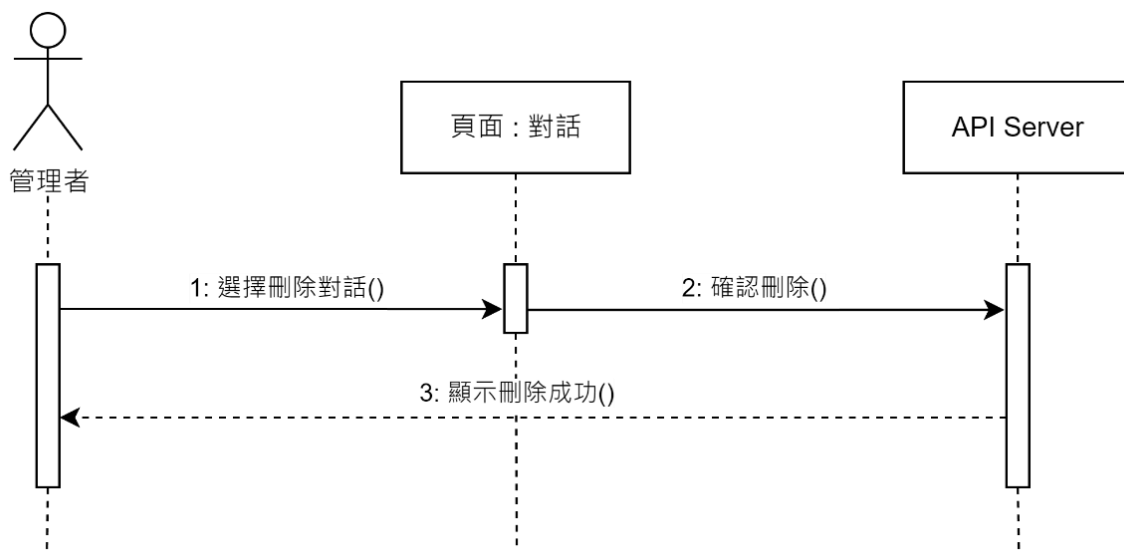 頁面 : 對話
API Server
管理者
1: 選擇刪除對話()
2: 確認刪除()
3: 顯示刪除成功()